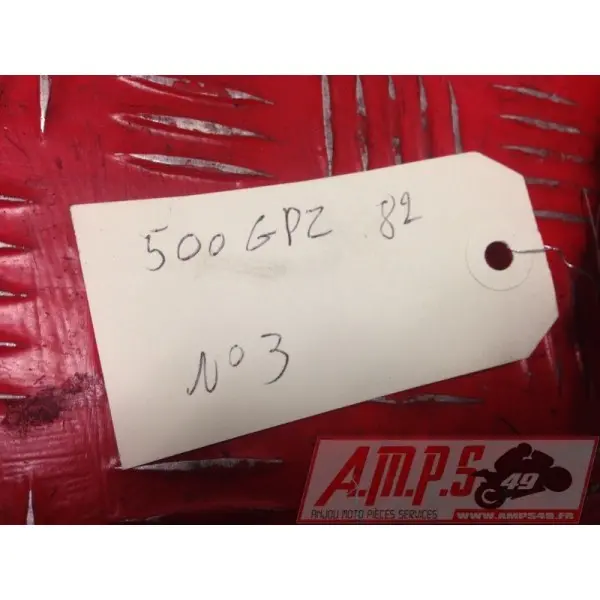 500 GPZ 82
N° 3
A.M.P.S 49
ANJOU MOTO PIÈCES SERVICES
WWW.AMPS49.FR